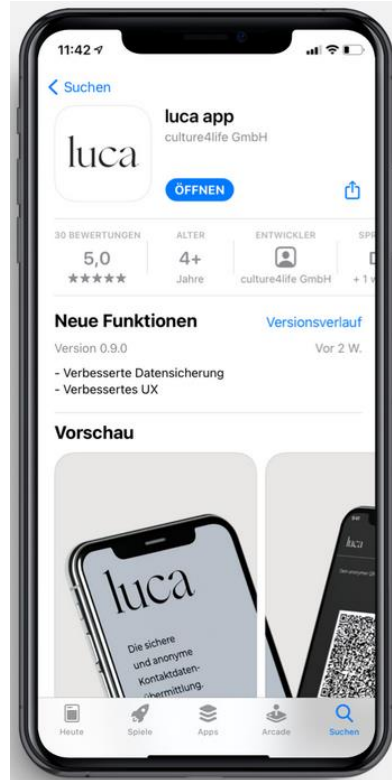 11:42
Suchen
luca
luca app
culture4life GmbH
ÖFFNEN
30 BEWERTUNGEN
ALTER
ENTWICKLER
5,0
4+
★★★★★
Jahre
culture4life GmbH
+ 1
Neue Funktionen
Versionsverlauf
Version 0.9.0
Vor 2 W.
- Verbesserte Datensicherung
- Verbessertes UX
Vorschau
luca
Die sichere
und anonyme
Kontaktdaten-
übermittlung.
luca
Heute
Spiele
Apps
Arcade
Suchen